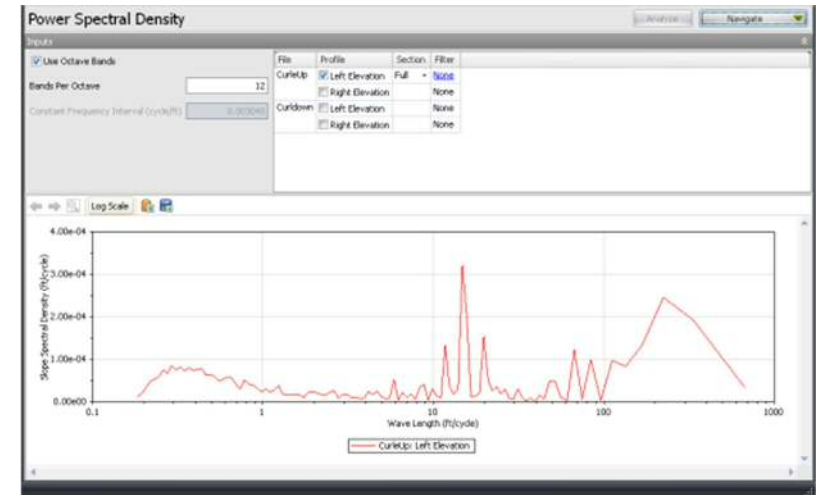 Power Spectral Density
Analyze
Navigate
Inputs
Use Octave Bands
Bands Per Octave 12
Constant Frequency Interval (cycle/ft)
File Profile Section Filter
CurleUp Left Elevation Full None
Right Elevation None
Curldown Left Elevation None
Right Elevation None
Log Scale
4.00e-04
3.00e-04
2.00e-04
1.00e-04
0.00e00
Slope Spectral Density (ft/cycle)
0.1 1 10 100 1000
Wave Length (ft/cycle)
CurleUp: Left Elevation